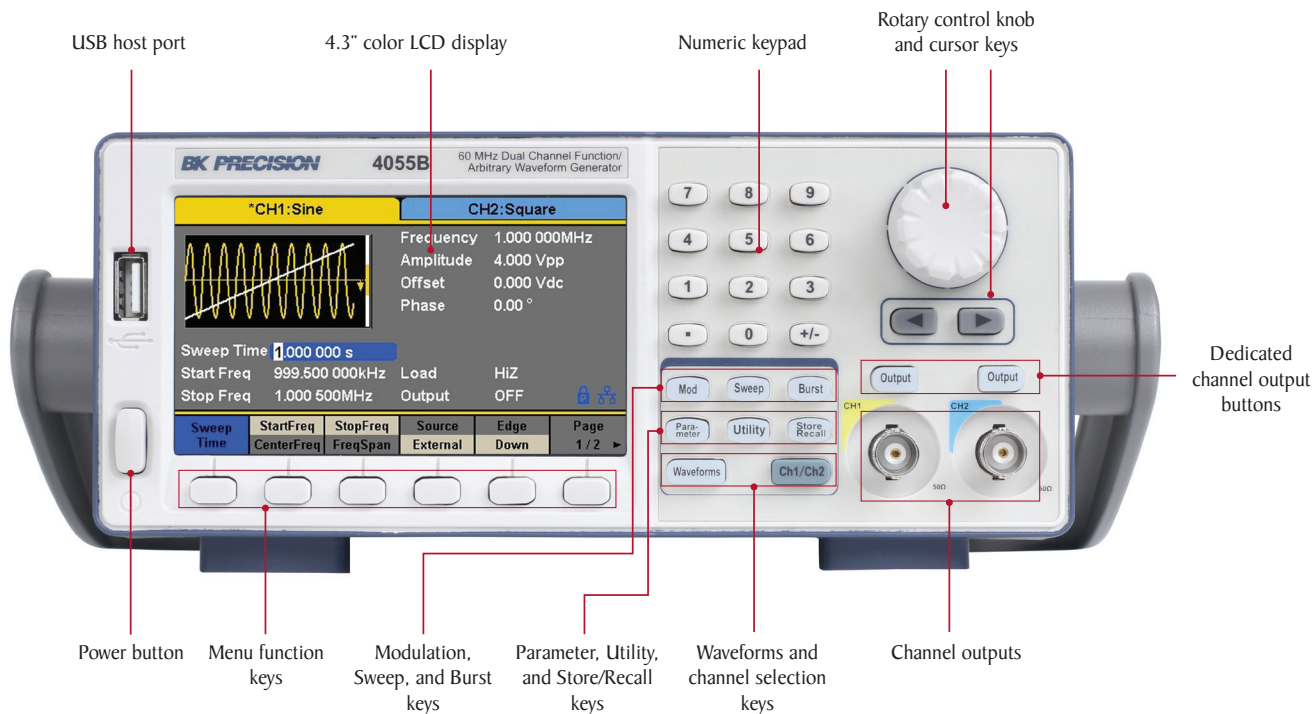 USB host port
4.3" color LCD display
Numeric keypad
Rotary control knob
and cursor keys
BK PRECISION 4055B
60 MHz Dual Channel Function/
Arbitrary Waveform Generator
*CH1:Sine CH2:Square
Frequency 1.000 000MHz
Amplitude 4.000 Vpp
Offset 0.000 Vdc
Phase 0.00 °
Sweep Time 1.000 000 s
Start Freq 999.500 000kHz Load HiZ
Stop Freq 1.000 500MHz Output OFF
Sweep StartFreq StopFreq Source Edge Page
Time CenterFreq FreqSpan External Down 1/2 ►
7 8 9
4 5 6
1 2 3
. 0 +/-
Mod Sweep Burst
Para-
meter
Utility
Store
Recall
Waveforms Ch1/Ch2
Output Output
CH1 CH2
50Ω 50Ω
Dedicated
channel output
buttons
Power button
Menu function
keys
Modulation,
Sweep, and Burst
keys
Parameter, Utility,
and Store/Recall
keys
Waveforms and
channel selection
keys
Channel outputs